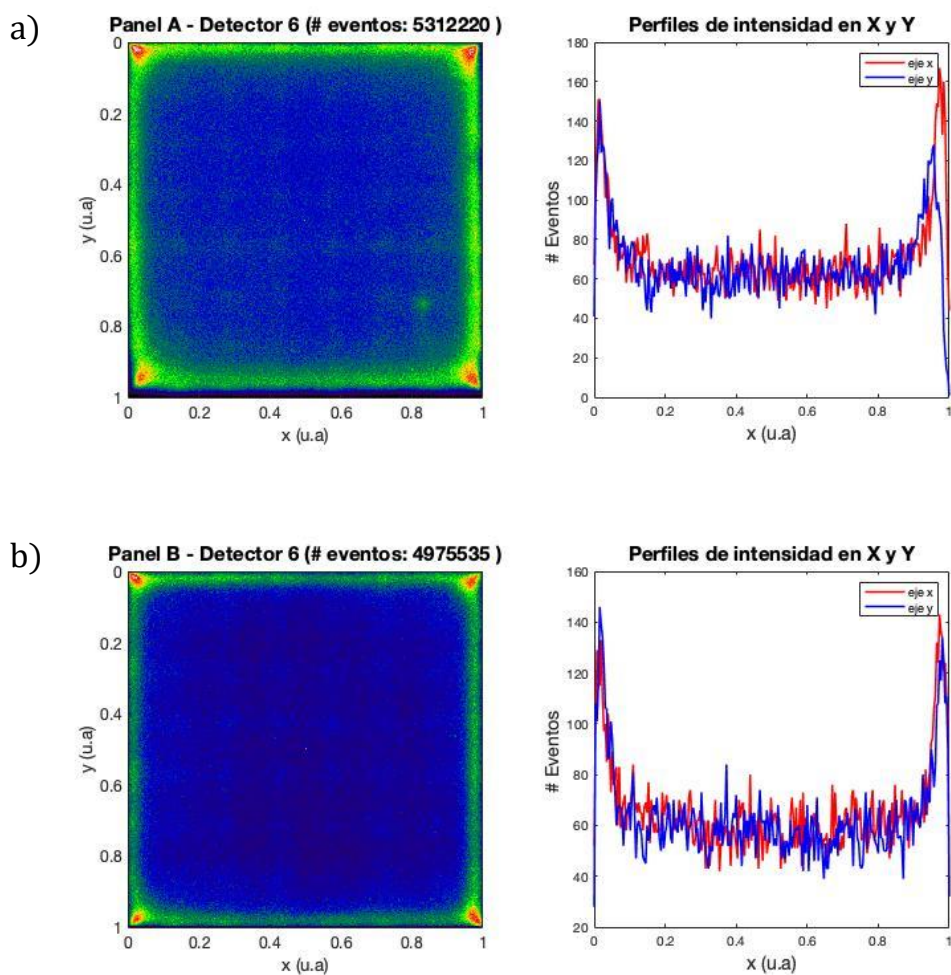 a)
Panel A - Detector 6 (# eventos: 5312220 )
0
0.2
0.4
0.6
0.8
1
y (u.a)
0 0.2 0.4 0.6 0.8 1
x (u.a)
Perfiles de intensidad en X y Y
180
160
140
120
100
80
60
40
20
0
# Eventos
eje x
eje y
0 0.2 0.4 0.6 0.8 1
x (u.a)
b)
Panel B - Detector 6 (# eventos: 4975535 )
0
0.2
0.4
0.6
0.8
1
y (u.a)
0 0.2 0.4 0.6 0.8 1
x (u.a)
Perfiles de intensidad en X y Y
160
140
120
100
80
60
40
20
# Eventos
eje x
eje y
0 0.2 0.4 0.6 0.8 1
x (u.a)